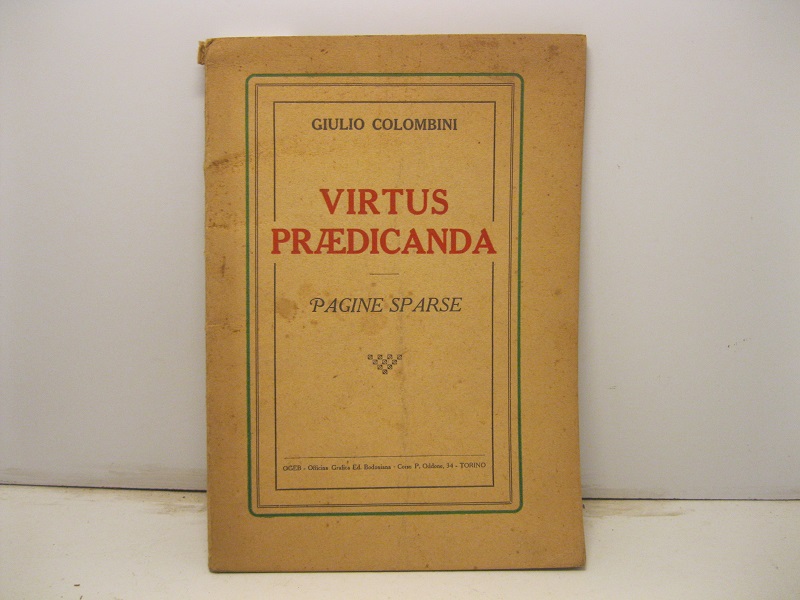 GIULIO COLOMBINI
VIRTUS
PRÆDICANDA
PAGINE SPARSE
OGEB - Officina Grafica Ed. Bodoniana - Corso P. Oddone, 34 - TORINO